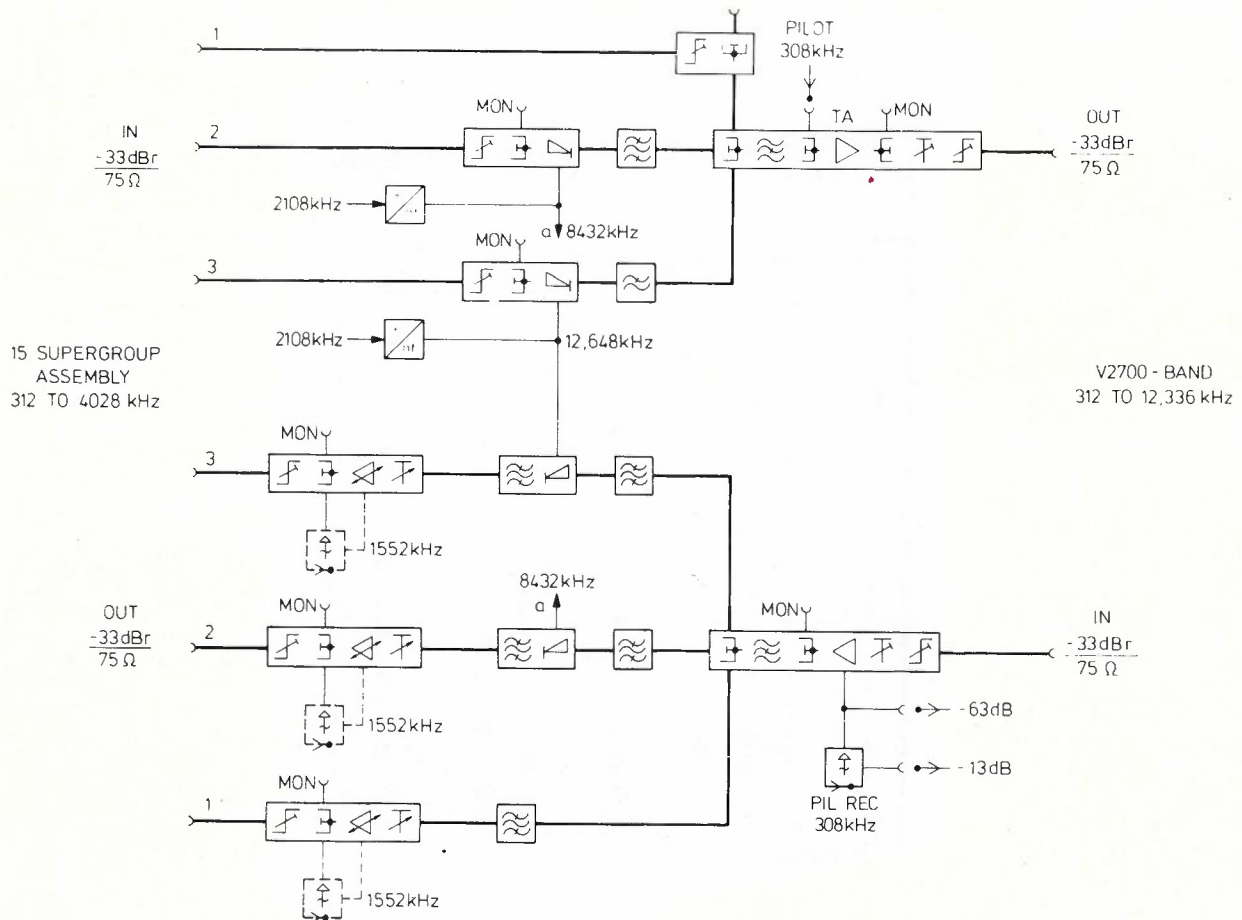 1
PILOT
308kHz
MON
TA
MON
IN
-33dBr
75Ω
2
OUT
-33dBr
75Ω
2108kHz
a
8432kHz
MON
3
2108kHz
12,648kHz
15 SUPERGROUP
ASSEMBLY
312 TO 4028 kHz
V2700 - BAND
312 TO 12,336 kHz
MON
3
1552kHz
8432kHz
a
OUT
-33dBr
75Ω
MON
2
MON
IN
-33dBr
75Ω
1552kHz
-63dB
-13dB
MON
1
PIL REC
308kHz
1552kHz